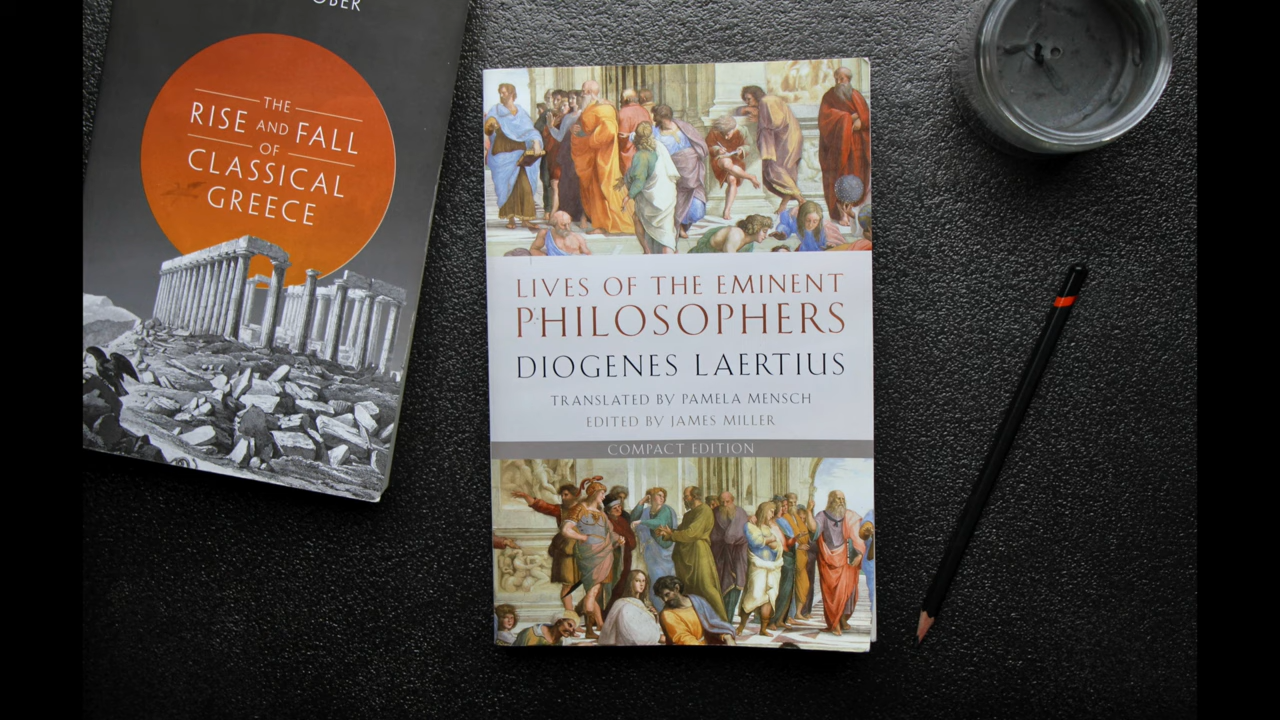 OBER
THE
RISE AND FALL
OF
CLASSICAL
GREECE
LIVES OF THE EMINENT
PHILOSOPHERS
DIOGENES LAERTIUS
TRANSLATED BY PAMELA MENSCH
EDITED BY JAMES MILLER
COMPACT EDITION